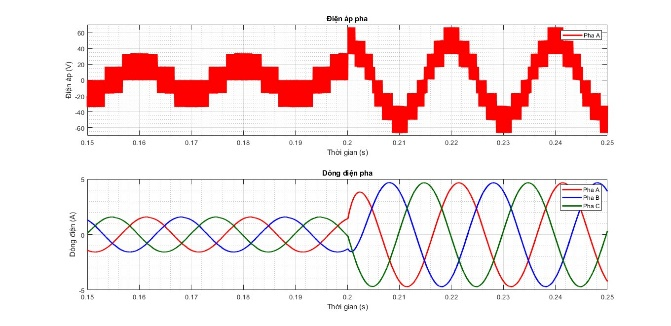 Điện áp pha
Điện áp (V)
60
40
20
0
-20
-40
-60
Pha A
0.15 0.16 0.17 0.18 0.19 0.2 0.21 0.22 0.23 0.24 0.25
Thời gian (s)
Dòng điện pha
Dòng điện (A)
5
0
-5
Pha A
Pha B
Pha C
0.15 0.16 0.17 0.18 0.19 0.2 0.21 0.22 0.23 0.24 0.25
Thời gian (s)